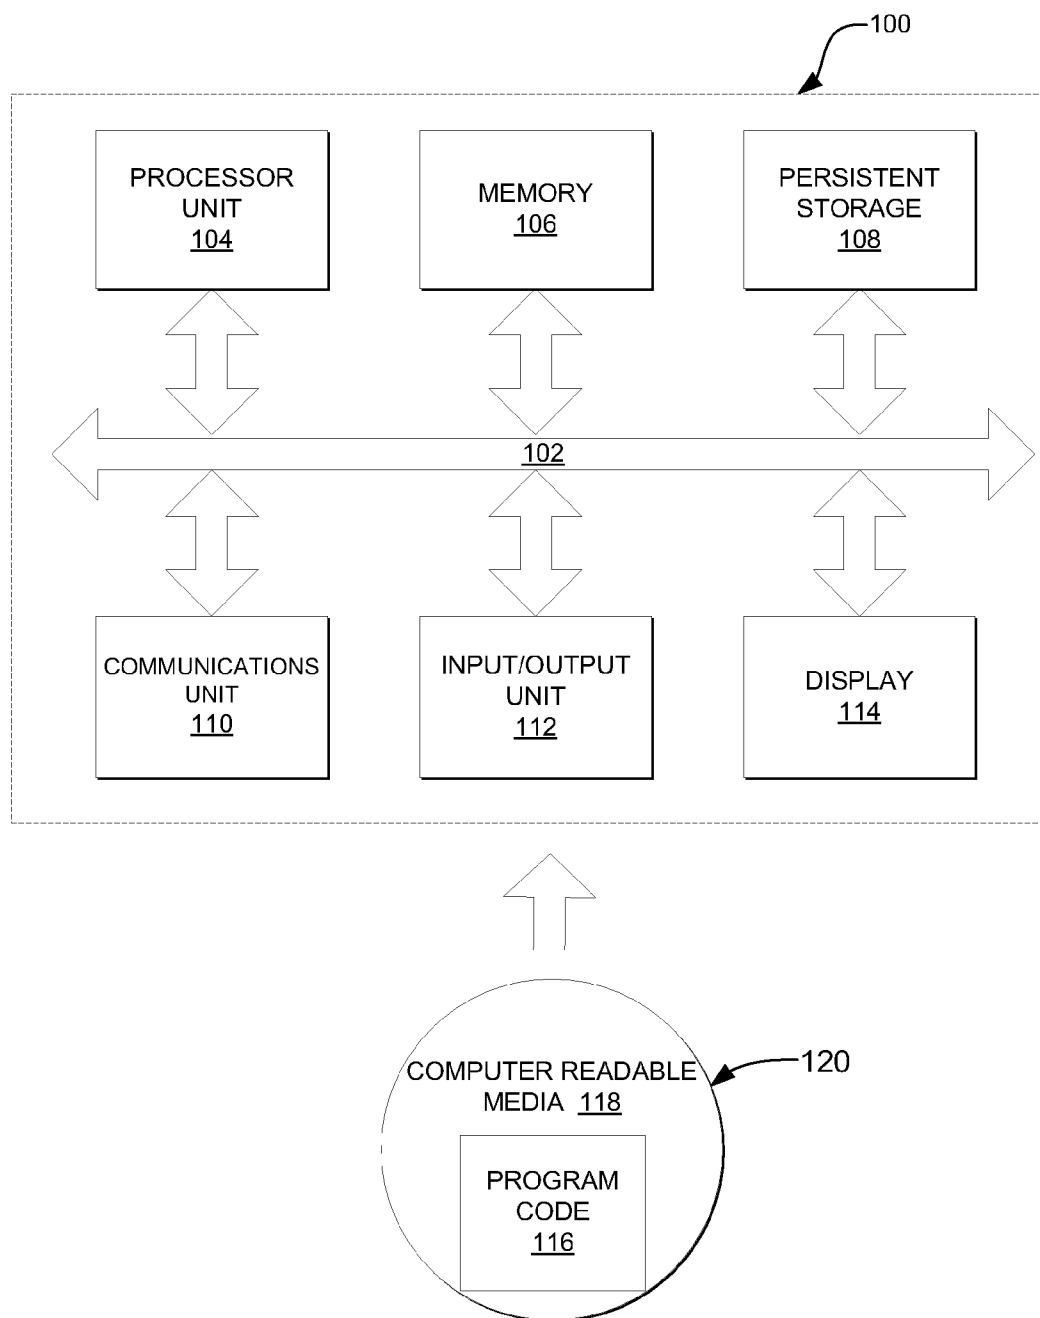 100
PROCESSOR
UNIT
104
MEMORY
106
PERSISTENT
STORAGE
108
102
COMMUNICATIONS
UNIT
110
INPUT/OUTPUT
UNIT
112
DISPLAY
114
120
COMPUTER READABLE
MEDIA 118
PROGRAM
CODE
116